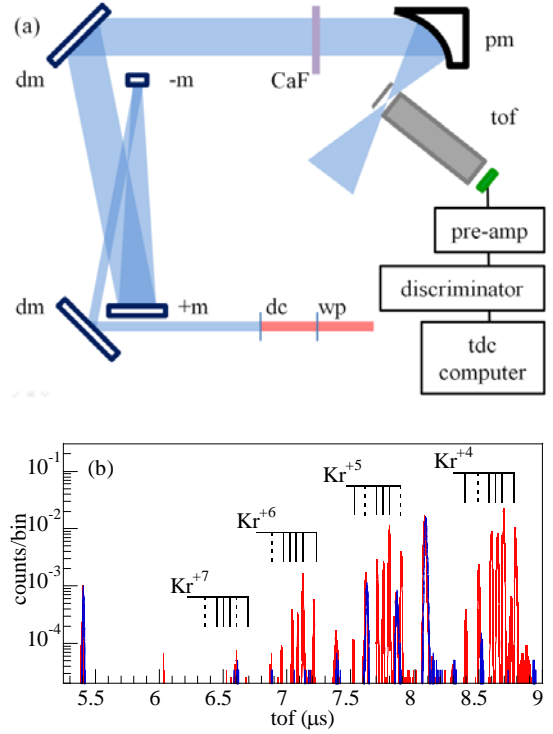 (a)
dm
-m
CaF
pm
tof
pre-amp
discriminator
tdc
computer
dm
+m
dc
wp
(b)
10-1
10-2
10-3
10-4
counts/bin
Kr+7
Kr+6
Kr+5
Kr+4
5.5 6 6.5 7 7.5 8 8.5 9
tof (μs)